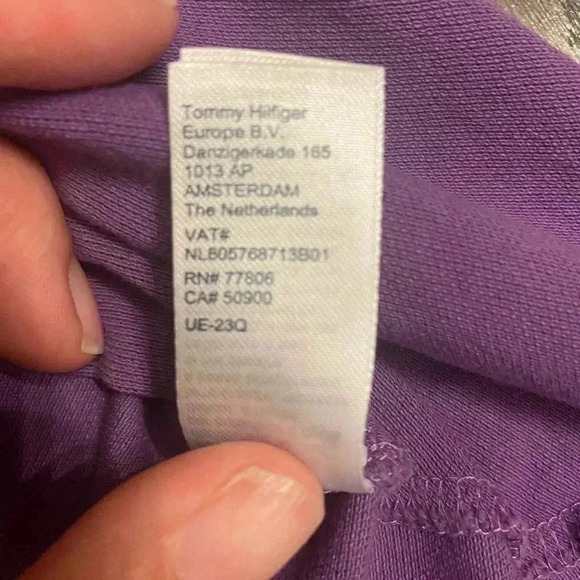 Tommy Hilfiger
Europe B.V.
Danzigerkade 165
1013 AP
AMSTERDAM
The Netherlands
VAT#
NL805768713B01
RN# 77806
CA# 50900
UE-23Q